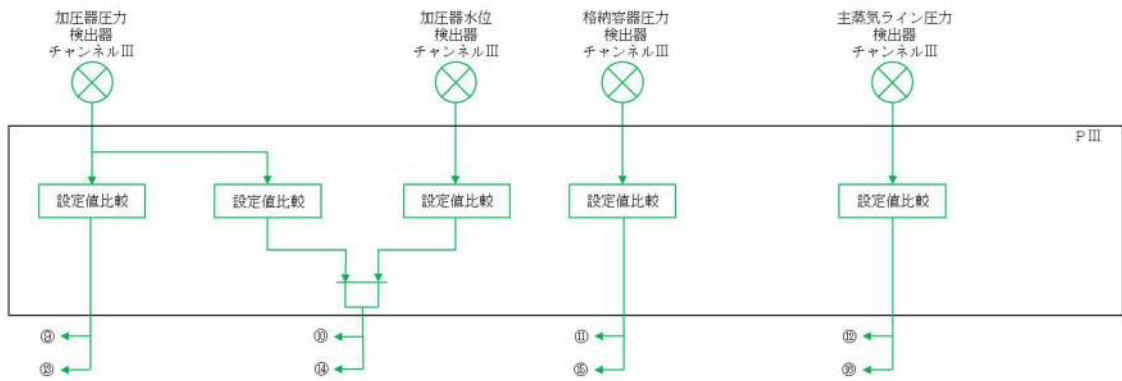 加圧器圧力
検出器
チャンネルⅢ
加圧器水位
検出器
チャンネルⅢ
格納容器圧力
検出器
チャンネルⅢ
主蒸気ライン圧力
検出器
チャンネルⅢ
PⅢ
設定値比較
設定値比較
設定値比較
設定値比較
設定値比較
⑨
⑩
⑪
⑫
⑬
⑭
⑮
⑯